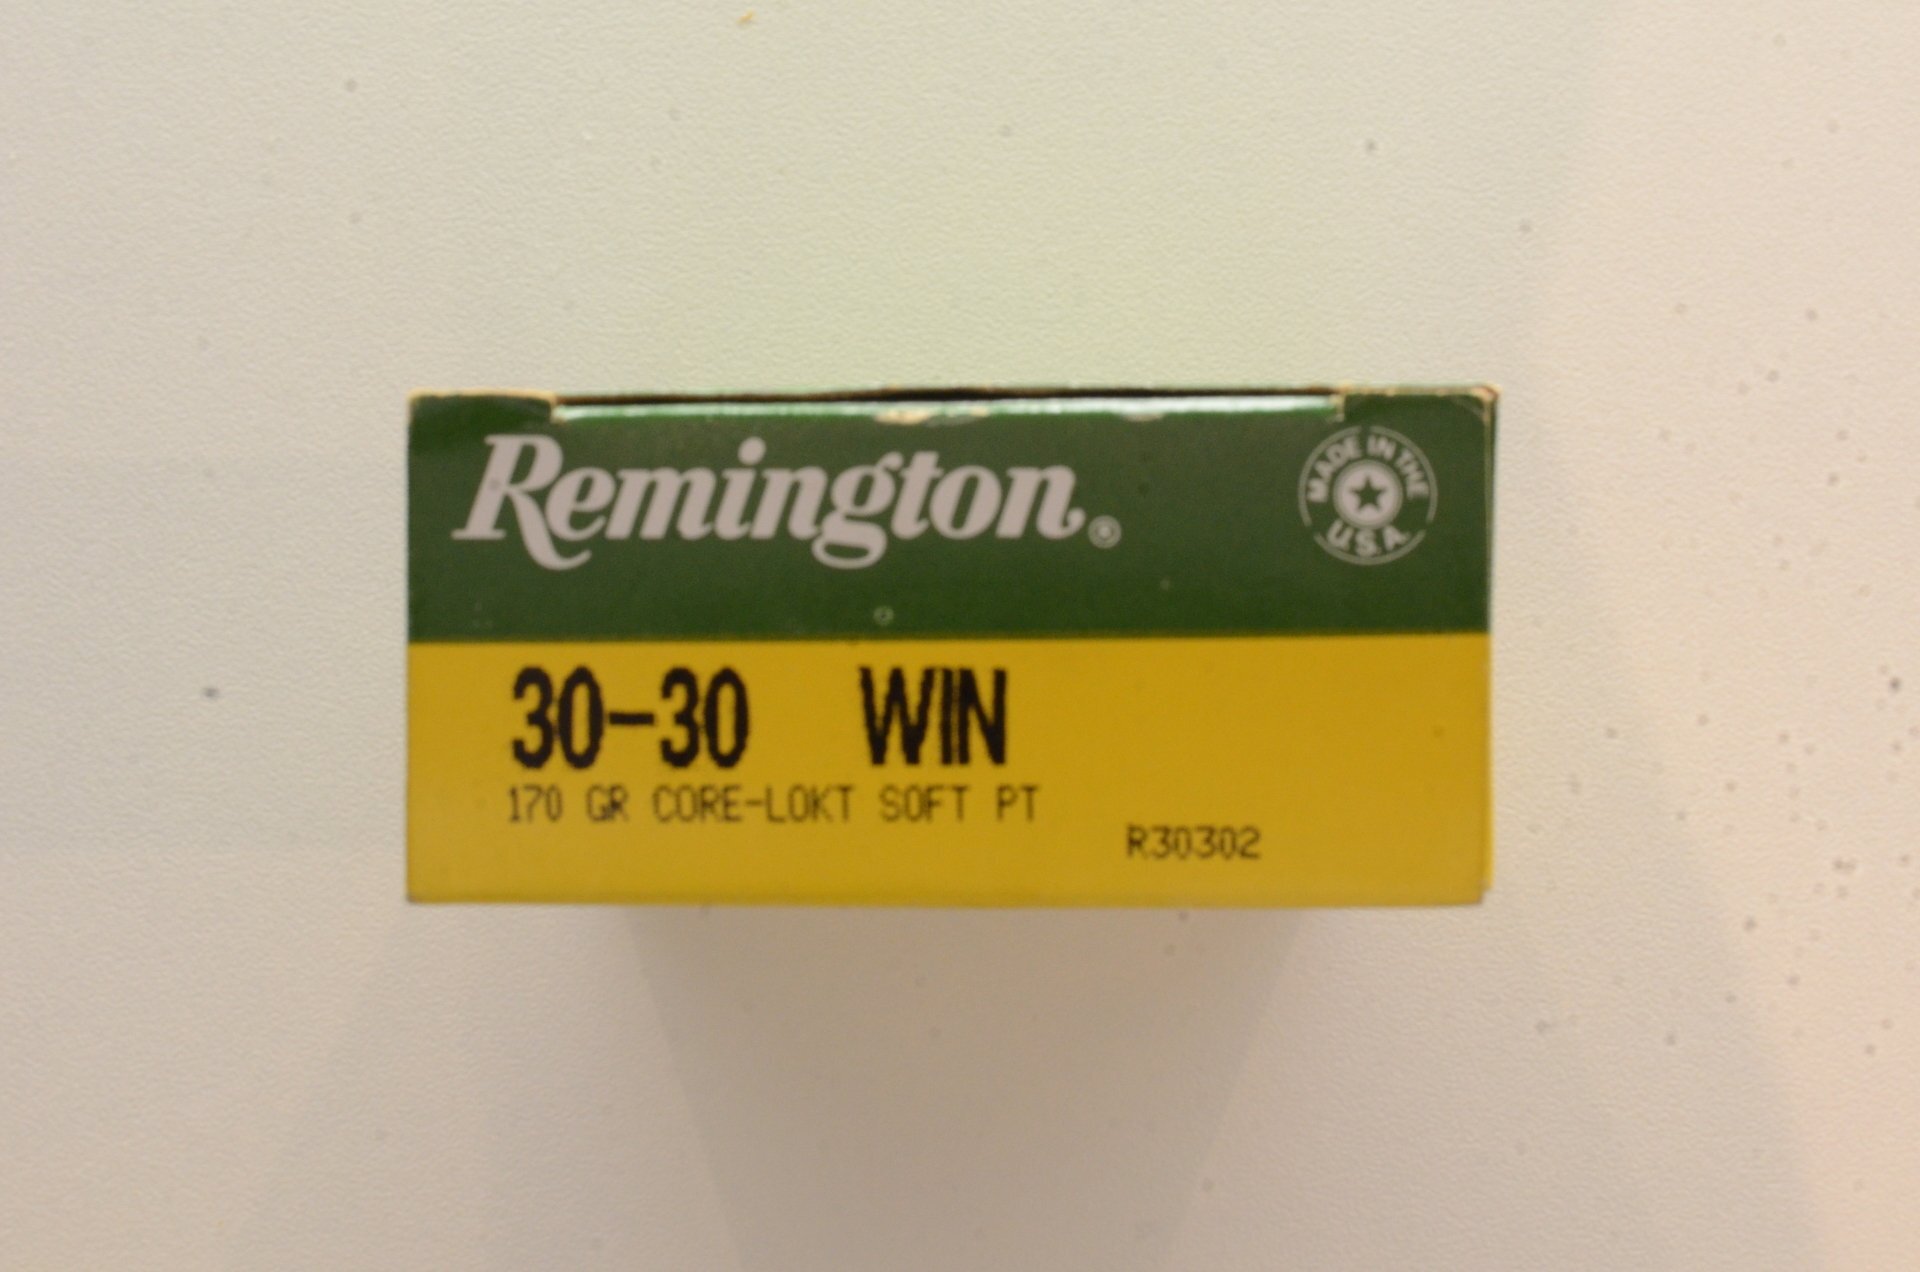 Remington®
MADE IN THE
U.S.A.
30-30 WIN
170 GR CORE-LOKT SOFT PT
R30302